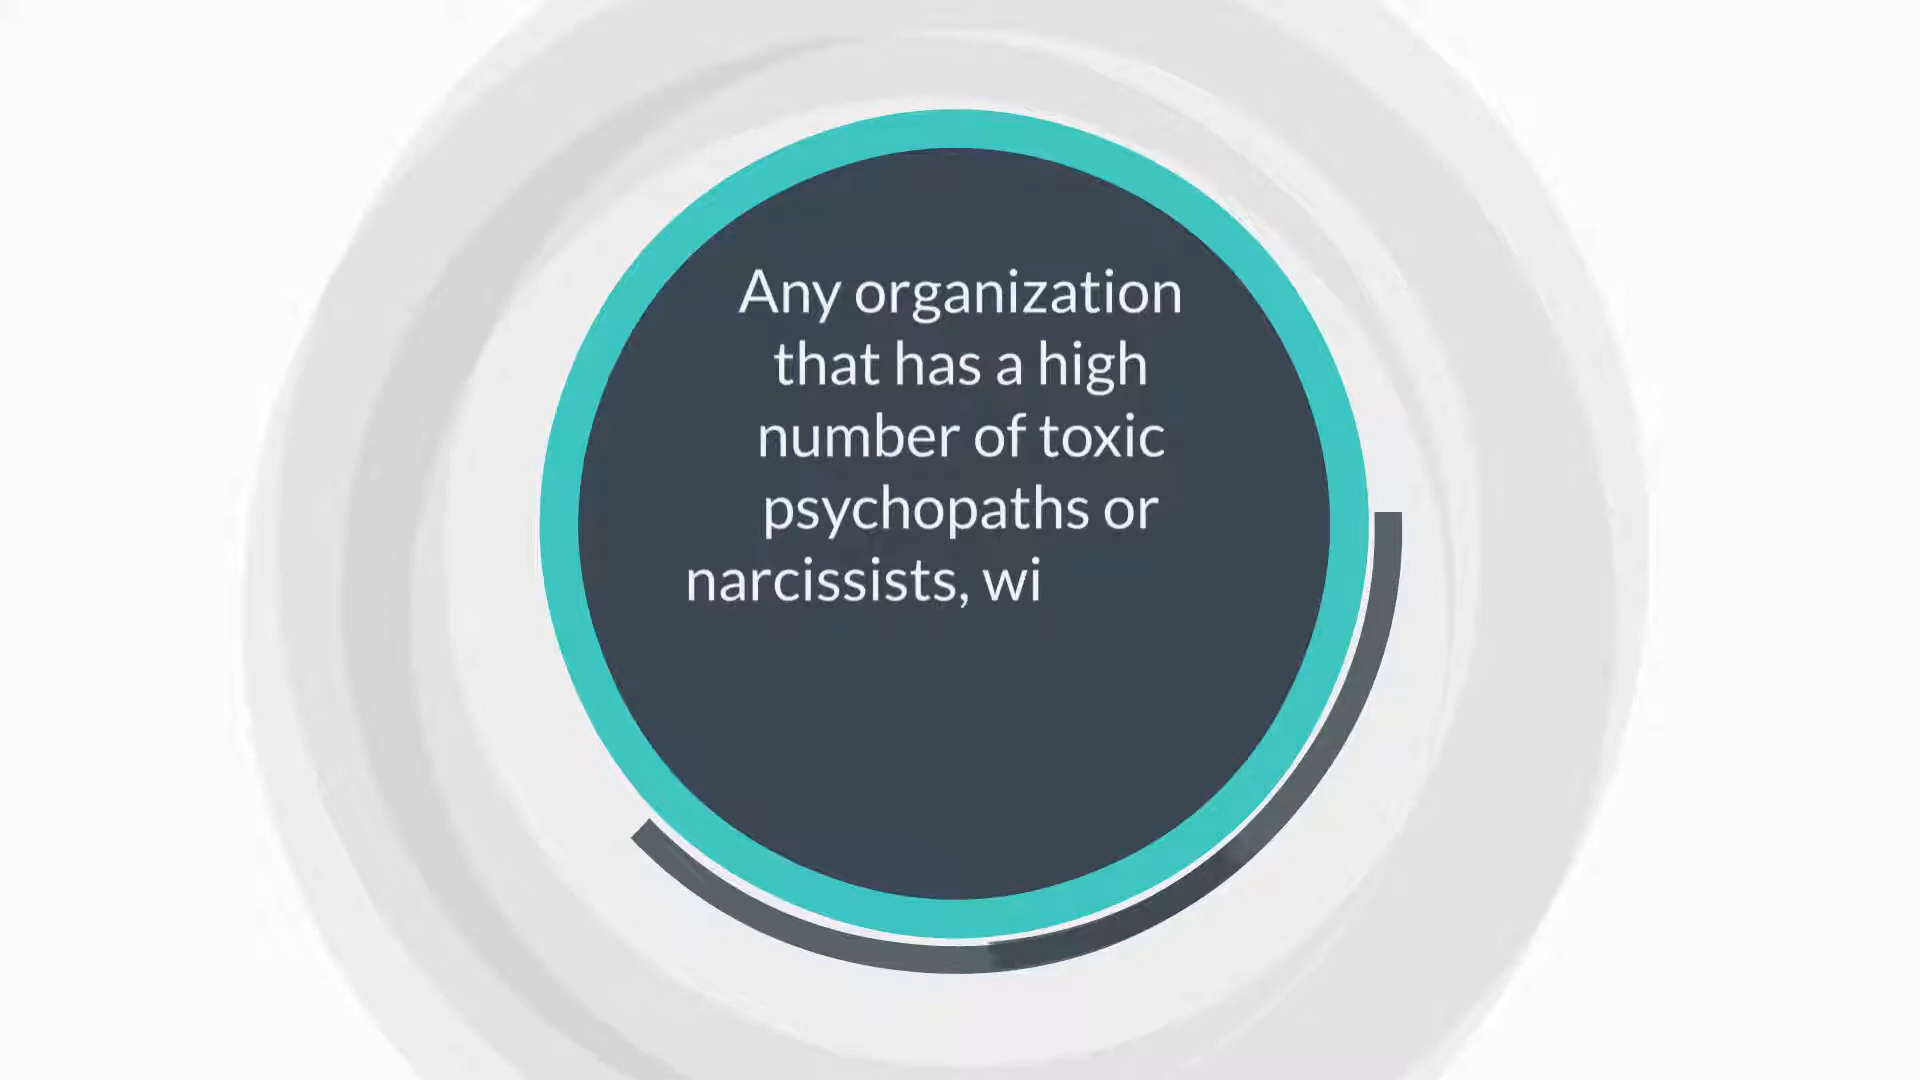 Any organization
that has a high
number of toxic
psychopaths or
narcissists, wi